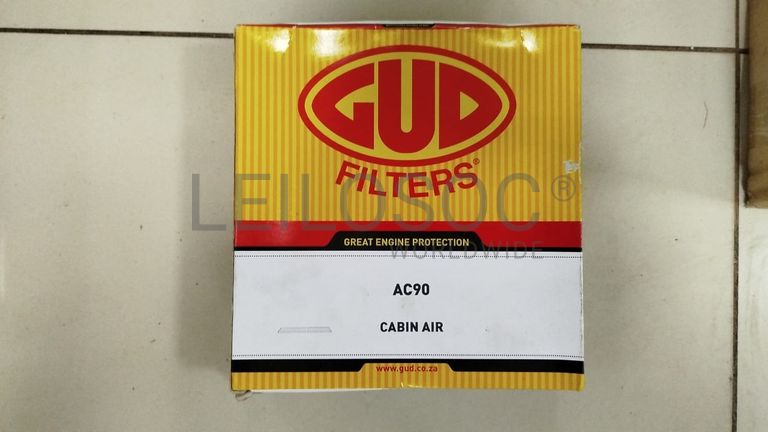 GUD
FILTERS®
LEILOSOC®
GREAT ENGINE PROTECTION
WORLDWIDE
AC90
CABIN AIR
www.gud.co.za